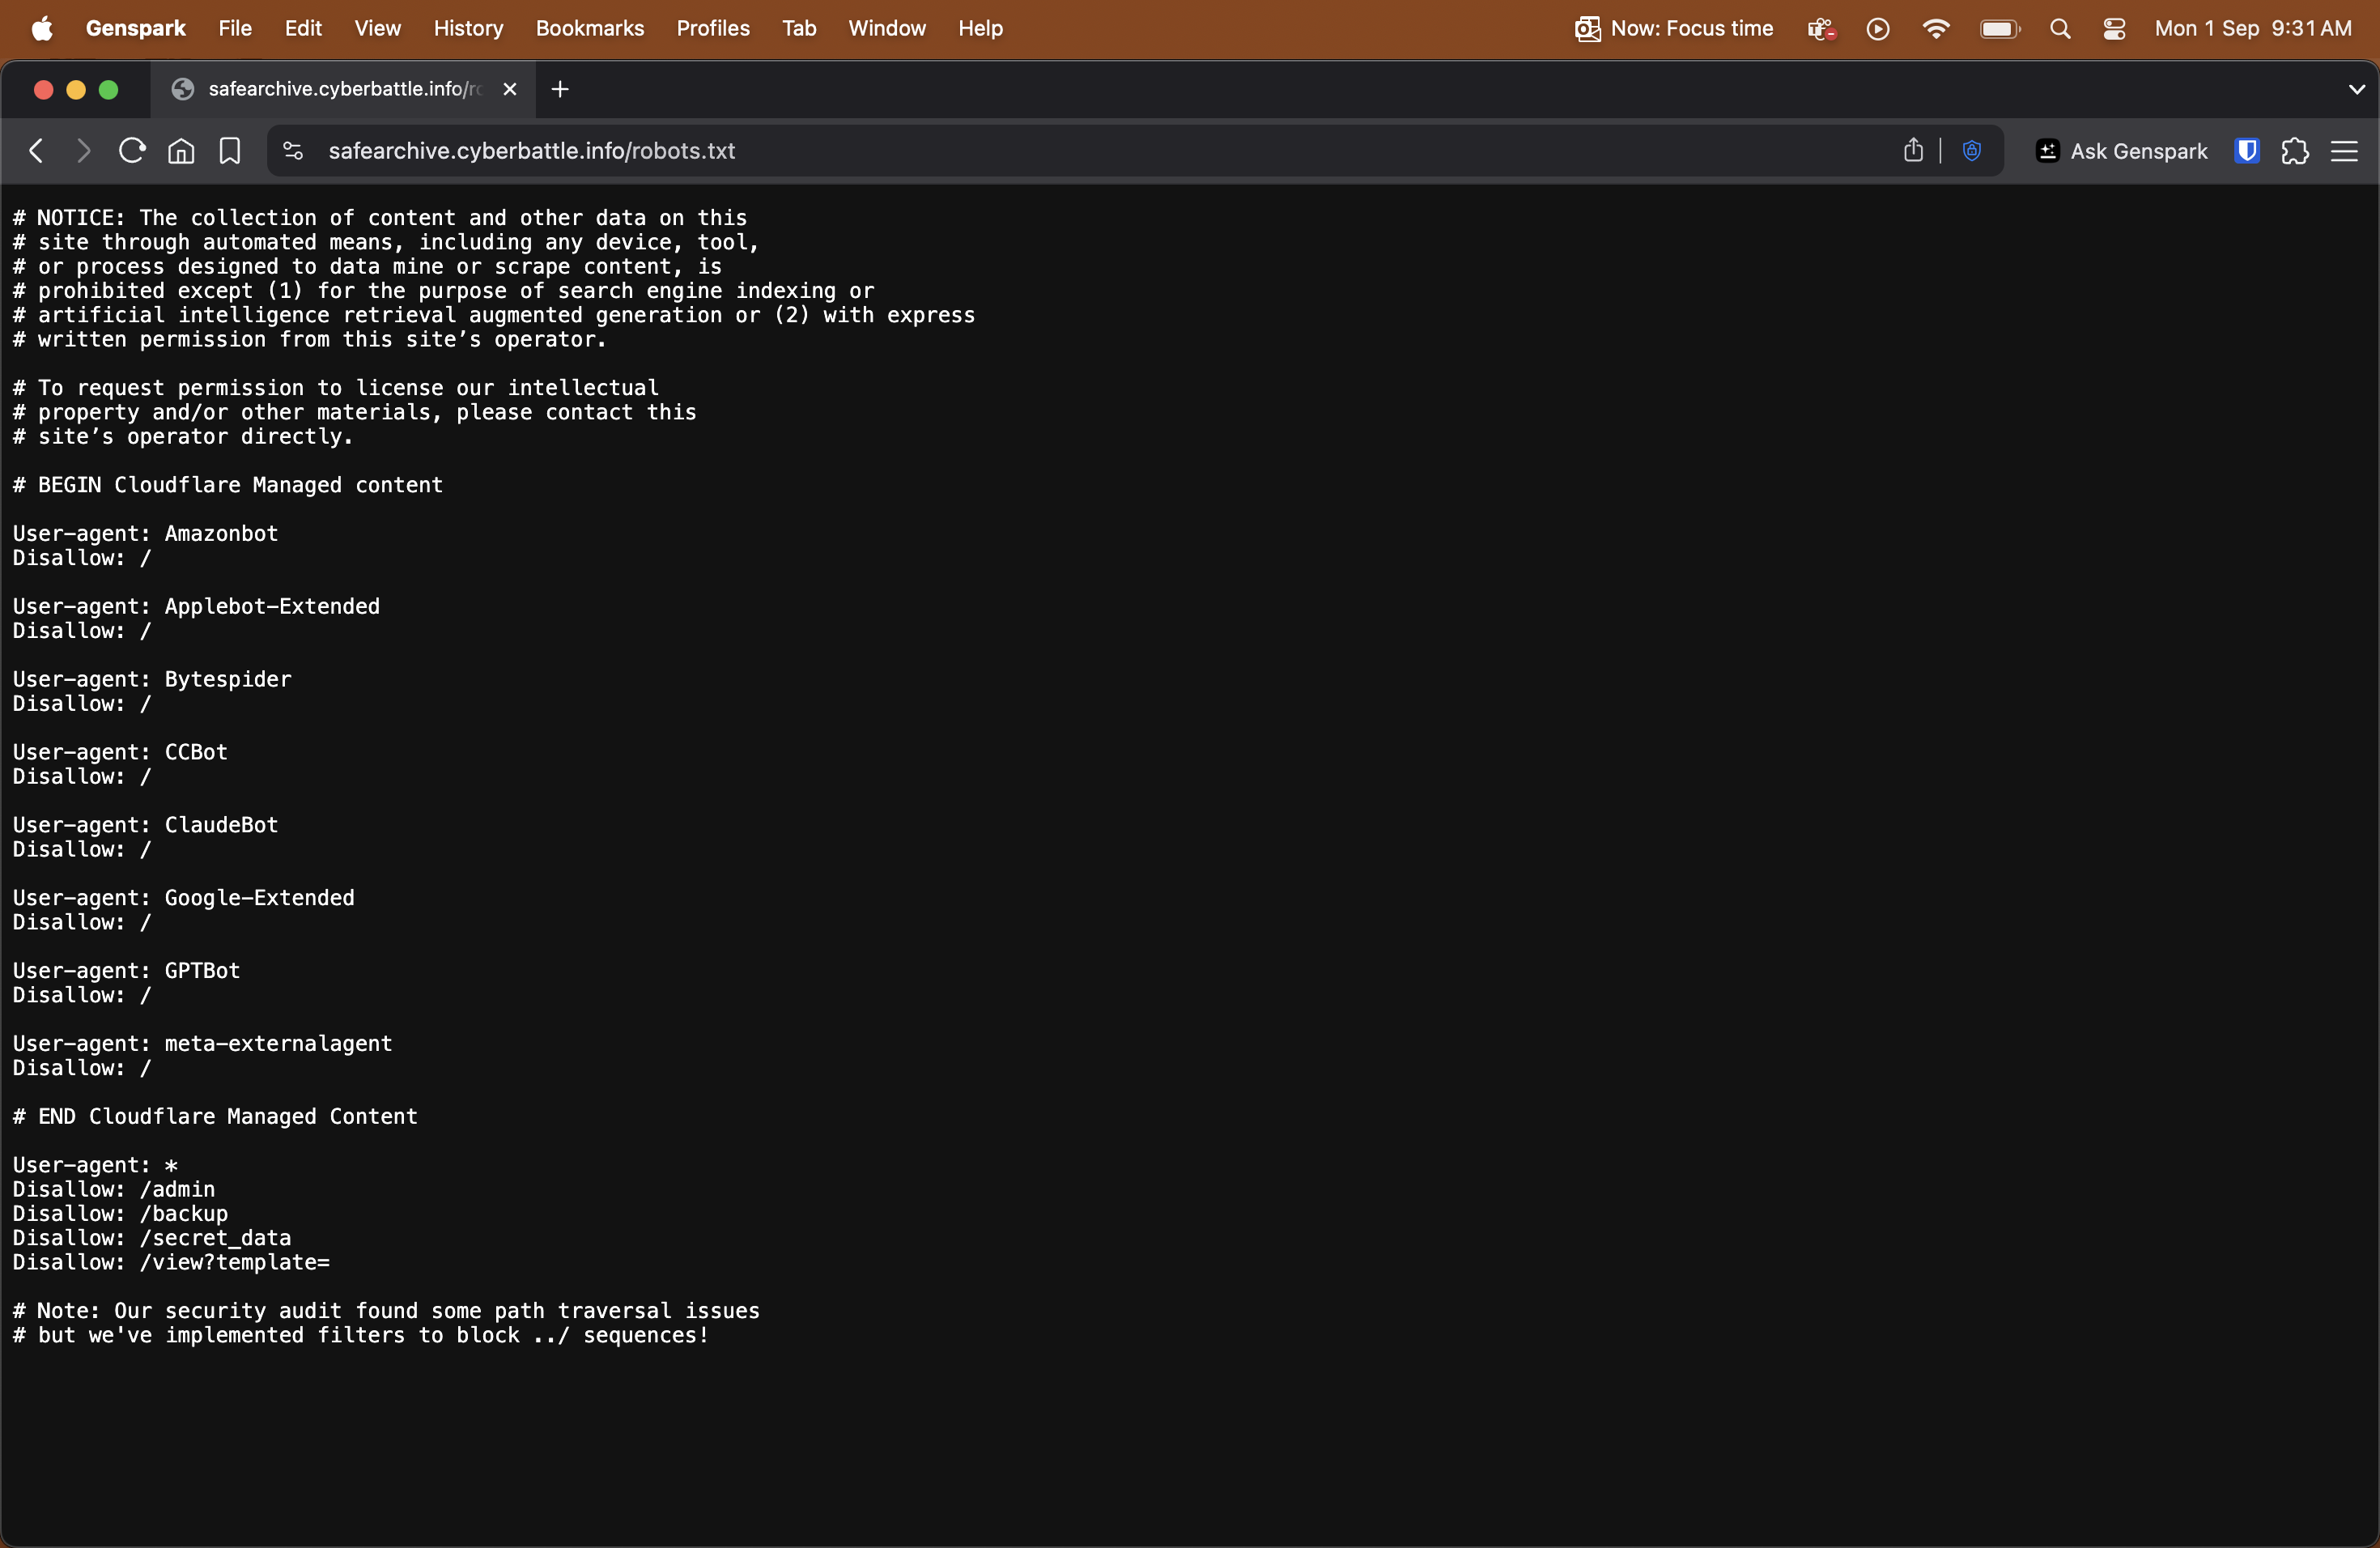 Genspark File Edit View History Bookmarks Profiles Tab Window Help Now: Focus time Mon 1 Sep 9:31 AM
safearchive.cyberbattle.info/ro
safearchive.cyberbattle.info/robots.txt Ask Genspark
# NOTICE: The collection of content and other data on this
# site through automated means, including any device, tool,
# or process designed to data mine or scrape content, is
# prohibited except (1) for the purpose of search engine indexing or
# artificial intelligence retrieval augmented generation or (2) with express
# written permission from this site’s operator.
# To request permission to license our intellectual
# property and/or other materials, please contact this
# site’s operator directly.
# BEGIN Cloudflare Managed content
User-agent: Amazonbot
Disallow: /
User-agent: Applebot-Extended
Disallow: /
User-agent: Bytespider
Disallow: /
User-agent: CCBot
Disallow: /
User-agent: ClaudeBot
Disallow: /
User-agent: Google-Extended
Disallow: /
User-agent: GPTBot
Disallow: /
User-agent: meta-externalagent
Disallow: /
# END Cloudflare Managed Content
User-agent: *
Disallow: /admin
Disallow: /backup
Disallow: /secret_data
Disallow: /view?template=
# Note: Our security audit found some path traversal issues
# but we've implemented filters to block ../ sequences!